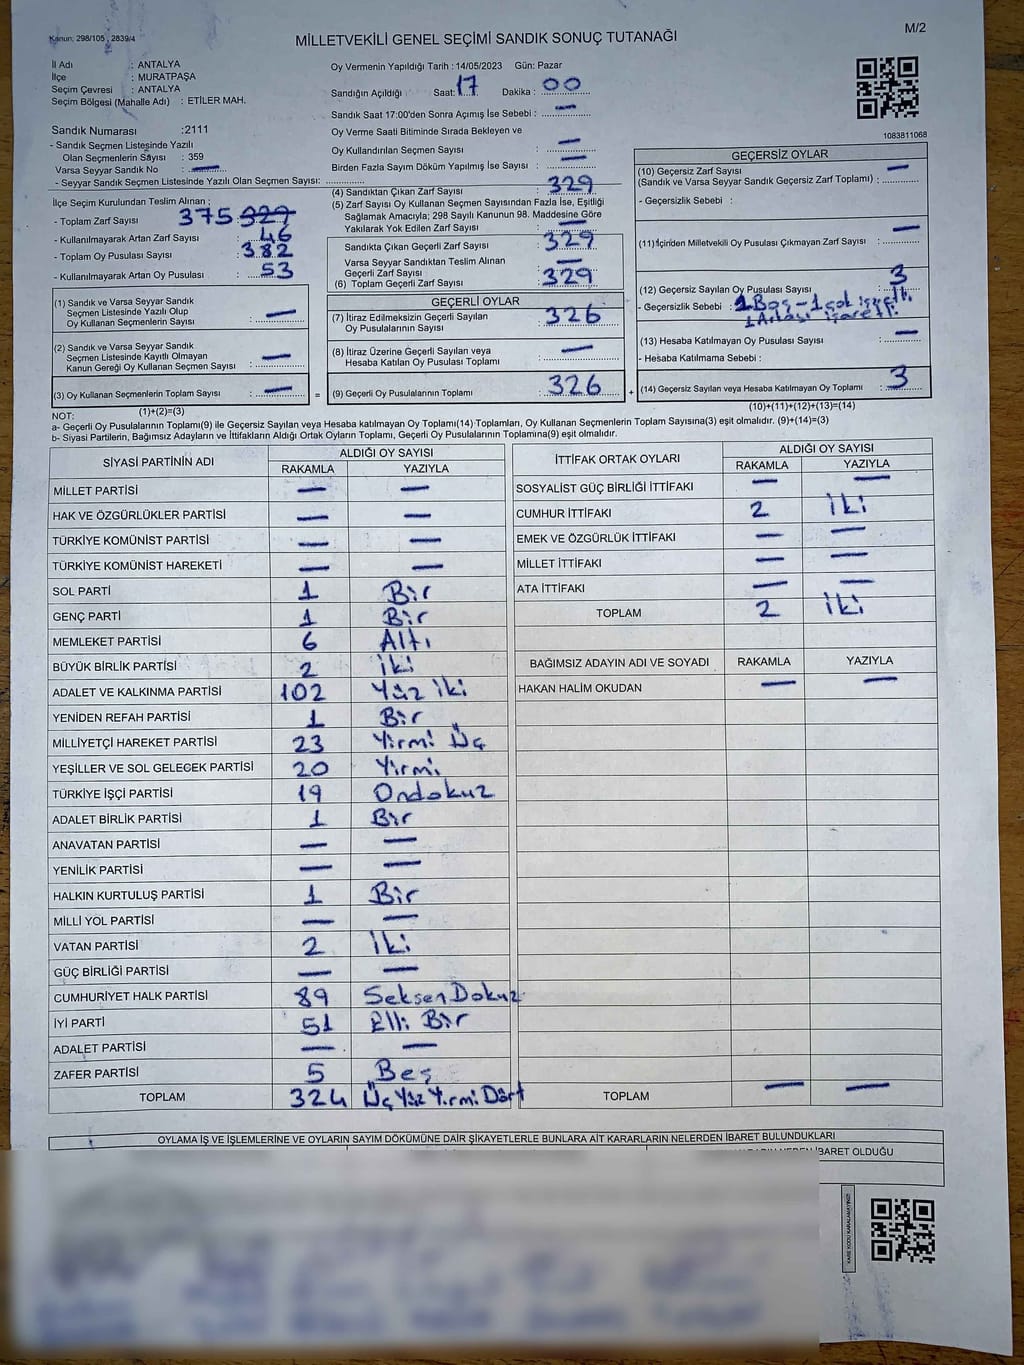 Kanun: 298/105 , 2839/4
MİLLETVEKİLİ GENEL SEÇİMİ SANDIK SONUÇ TUTANAĞI
M/2
İl Adı : ANTALYA
İlçe : MURATPAŞA
Seçim Çevresi : ANTALYA
Seçim Bölgesi (Mahalle Adı) : ETİLER MAH.
Sandık Numarası :2111
- Sandık Seçmen Listesinde Yazılı
Olan Seçmenlerin Sayısı : 359
Varsa Seyyar Sandık No : —
- Seyyar Sandık Seçmen Listesinde Yazılı Olan Seçmen Sayısı:
İlçe Seçim Kurulundan Teslim Alınan ;
- Toplam Zarf Sayısı 375 329
- Kullanılmayarak Artan Zarf Sayısı : 46
- Toplam Oy Pusulası Sayısı : 382
- Kullanılmayarak Artan Oy Pusulası : 53
(1) Sandık ve Varsa Seyyar Sandık
Seçmen Listesinde Yazılı Olup
Oy Kullanan Seçmenlerin Sayısı : —
(2) Sandık ve Varsa Seyyar Sandık
Seçmen Listesinde Kayıtlı Olmayan
Kanun Gereği Oy Kullanan Seçmen Sayısı : —
(3) Oy Kullanan Seçmenlerin Toplam Sayısı : —
(1)+(2)=(3)
=
Oy Vermenin Yapıldığı Tarih : 14/05/2023 Gün: Pazar
Sandığın Açıldığı Saat: 17 Dakika : 00
Sandık Saat 17:00'den Sonra Açımış İse Sebebi : —
Oy Verme Saati Bitiminde Sırada Bekleyen ve
Oy Kullandırılan Seçmen Sayısı : —
Birden Fazla Sayım Döküm Yapılmış İse Sayısı : —
(4) Sandıktan Çıkan Zarf Sayısı : 329
(5) Zarf Sayısı Oy Kullanan Seçmen Sayısından Fazla İse, Eşitliği
Sağlamak Amacıyla; 298 Sayılı Kanunun 98. Maddesine Göre
Yakılarak Yok Edilen Zarf Sayısı : —
Sandıkta Çıkan Geçerli Zarf Sayısı : 329
Varsa Seyyar Sandıktan Teslim Alınan
Geçerli Zarf Sayısı : —
(6) Toplam Geçerli Zarf Sayısı : 329
GEÇERLİ OYLAR
(7) İtiraz Edilmeksizin Geçerli Sayılan
Oy Pusulalarının Sayısı : 326
(8) İtiraz Üzerine Geçerli Sayılan veya
Hesaba Katılan Oy Pusulası Toplamı : —
(9) Geçerli Oy Pusulalarının Toplamı : 326
+
1083811068
GEÇERSİZ OYLAR
(10) Geçersiz Zarf Sayısı
(Sandık ve Varsa Seyyar Sandık Geçersiz Zarf Toplamı) : —
- Geçersizlik Sebebi :
(11)İçinden Milletvekili Oy Pusulası Çıkmayan Zarf Sayısı : —
(12) Geçersiz Sayılan Oy Pusulası Sayısı : 3
- Geçersizlik Sebebi : 1 Boş - 1 çok işretli
1 Arkası işaretli
(13) Hesaba Katılmayan Oy Pusulası Sayısı : —
- Hesaba Katılmama Sebebi :
(14) Geçersiz Sayılan veya Hesaba Katılmayan Oy Toplamı : 3
(10)+(11)+(12)+(13)=(14)
NOT:
a- Geçerli Oy Pusulalarının Toplamı(9) ile Geçersiz Sayılan veya Hesaba katılmayan Oy Toplamı(14) Toplamları, Oy Kullanan Seçmenlerin Toplam Sayısına(3) eşit olmalıdır. (9)+(14)=(3)
b- Siyasi Partilerin, Bağımsız Adayların ve İttifakların Aldığı Ortak Oyların Toplamı, Geçerli Oy Pusulalarının Toplamına(9) eşit olmalıdır.
SİYASİ PARTİNİN ADI ALDIĞI OY SAYISI
RAKAMLA YAZIYLA
MİLLET PARTİSİ — —
HAK VE ÖZGÜRLÜKLER PARTİSİ — —
TÜRKİYE KOMÜNİST PARTİSİ — —
TÜRKİYE KOMÜNİST HAREKETİ — —
SOL PARTİ 1 Bir
GENÇ PARTİ 1 Bir
MEMLEKET PARTİSİ 6 Altı
BÜYÜK BİRLİK PARTİSİ 2 İki
ADALET VE KALKINMA PARTİSİ 102 Yüz İki
YENİDEN REFAH PARTİSİ 1 Bir
MİLLİYETÇİ HAREKET PARTİSİ 23 Yirmi Üç
YEŞİLLER VE SOL GELECEK PARTİSİ 20 Yirmi
TÜRKİYE İŞÇİ PARTİSİ 19 Ondokuz
ADALET BİRLİK PARTİSİ 1 Bir
ANAVATAN PARTİSİ — —
YENİLİK PARTİSİ — —
HALKIN KURTULUŞ PARTİSİ 1 Bir
MİLLİ YOL PARTİSİ — —
VATAN PARTİSİ 2 İki
GÜÇ BİRLİĞİ PARTİSİ — —
CUMHURİYET HALK PARTİSİ 89 Seksen Dokuz
İYİ PARTİ 51 Elli Bir
ADALET PARTİSİ — —
ZAFER PARTİSİ 5 Beş
TOPLAM 324 Üç Yüz Yirmi Dört
İTTİFAK ORTAK OYLARI ALDIĞI OY SAYISI
RAKAMLA YAZIYLA
SOSYALİST GÜÇ BİRLİĞİ İTTİFAKI — —
CUMHUR İTTİFAKI 2 İki
EMEK VE ÖZGÜRLÜK İTTİFAKI — —
MİLLET İTTİFAKI — —
ATA İTTİFAKI — —
TOPLAM 2 İki
BAĞIMSIZ ADAYIN ADI VE SOYADI RAKAMLA YAZIYLA
HAKAN HALİM OKUDAN — —
TOPLAM — —
OYLAMA İŞ VE İŞLEMLERİNE VE OYLARIN SAYIM DÖKÜMÜNE DAİR ŞİKAYETLERLE BUNLARA AİT KARARLARIN NELERDEN İBARET BULUNDUKLARI
İBARET OLDUĞU
KARE KODU KARALAMAYINIZ!